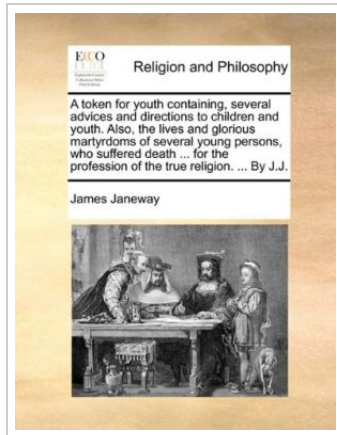 ECCO
Religion and Philosophy
A token for youth containing, several
advices and directions to children and
youth. Also, the lives and glorious
martyrdoms of several young persons,
who suffered death ... for the
profession of the true religion. ... By J.J.
James Janeway